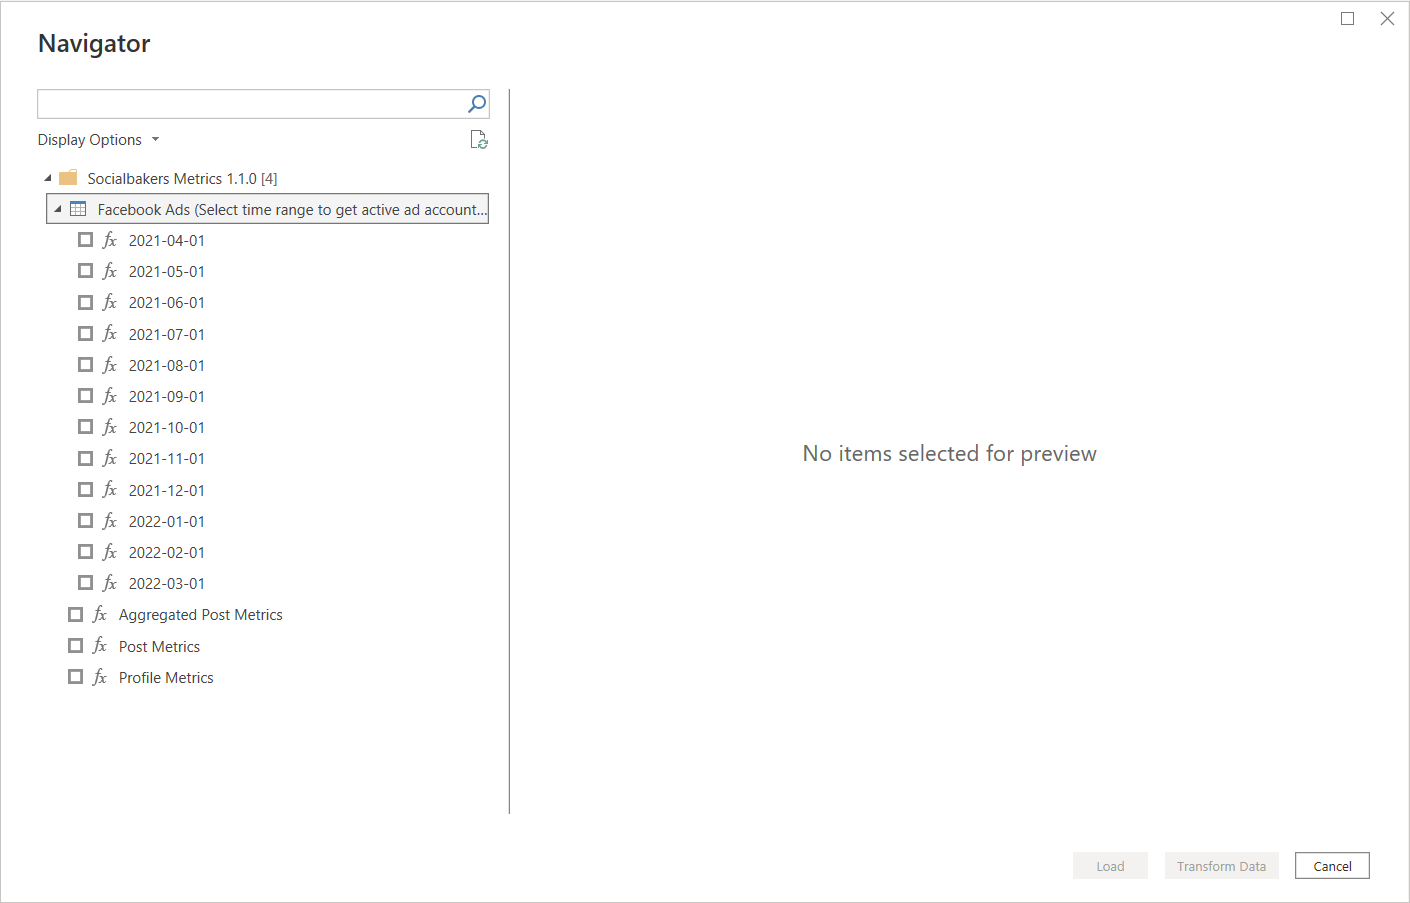 Navigator
Display Options
Socialbakers Metrics 1.1.0 [4]
Facebook Ads (Select time range to get active ad account...
fx 2021-04-01
fx 2021-05-01
fx 2021-06-01
fx 2021-07-01
fx 2021-08-01
fx 2021-09-01
fx 2021-10-01
fx 2021-11-01
fx 2021-12-01
fx 2022-01-01
fx 2022-02-01
fx 2022-03-01
fx Aggregated Post Metrics
fx Post Metrics
fx Profile Metrics
No items selected for preview
Load Transform Data Cancel